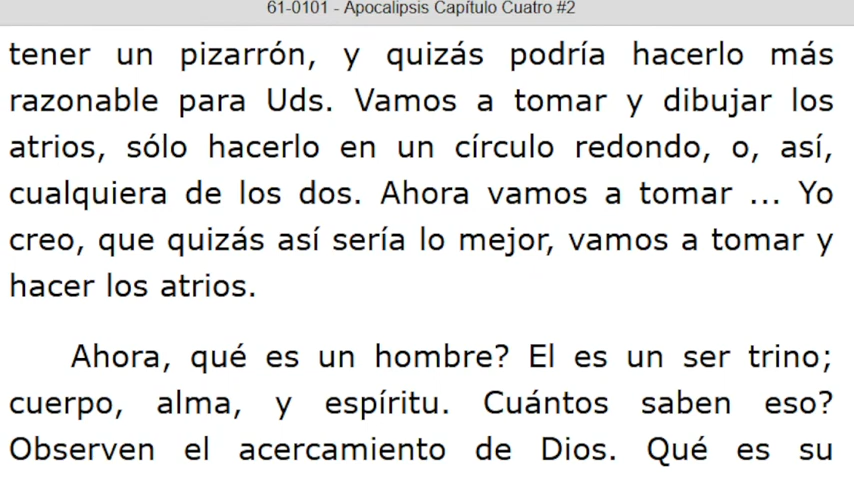 61-0101 - Apocalipsis Capítulo Cuatro #2
tener un pizarrón, y quizás podría hacerlo más
razonable para Uds. Vamos a tomar y dibujar los
atrios, sólo hacerlo en un círculo redondo, o, así,
cualquiera de los dos. Ahora vamos a tomar ... Yo
creo, que quizás así sería lo mejor, vamos a tomar y
hacer los atrios.
Ahora, qué es un hombre? El es un ser trino;
cuerpo, alma, y espíritu. Cuántos saben eso?
Observen el acercamiento de Dios. Qué es su